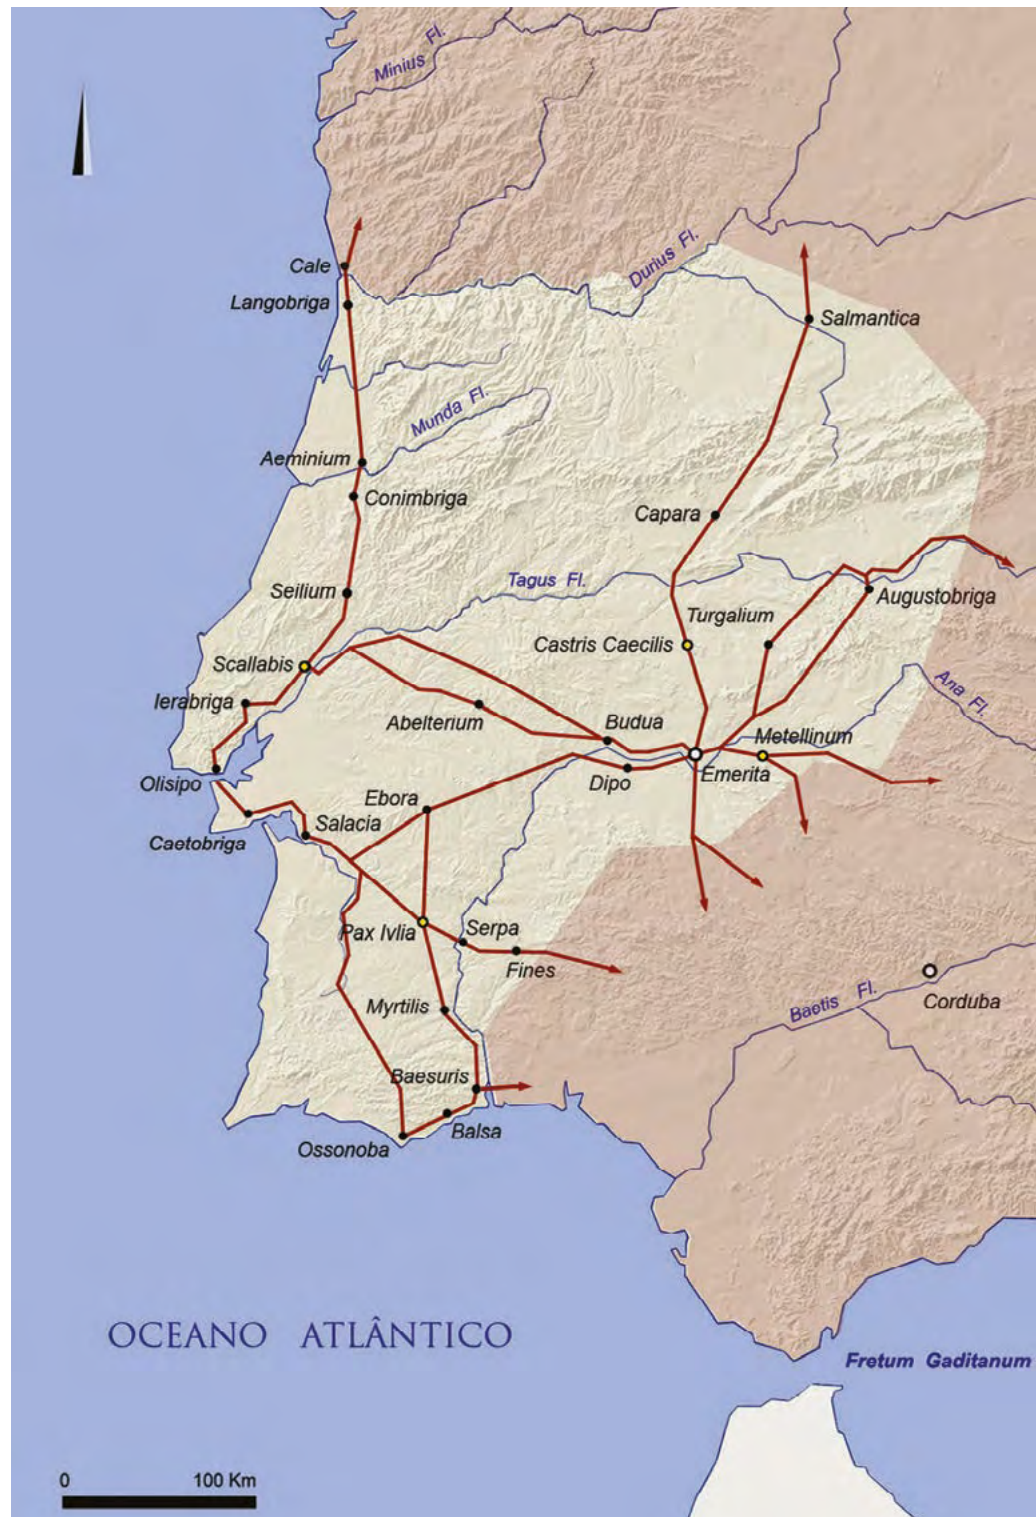 Minius Fl.
Durius Fl.
Cale
Langobriga
Salmantica
Munda Fl.
Aeminium
Conimbriga
Capara
Tagus Fl.
Seilium
Turgalium
Augustobriga
Scallabis
Castris Caecilis
Ana Fl.
Ierabriga
Abelterium
Budua
Metellinum
Olisipo
Dipo
Emerita
Ebora
Caetobriga
Salacia
Pax Ivlia
Serpa
Fines
Baetis Fl.
Corduba
Myrtilis
Baesuris
Balsa
Ossonoba
OCEANO ATLÂNTICO
Fretum Gaditanum
0 100 Km